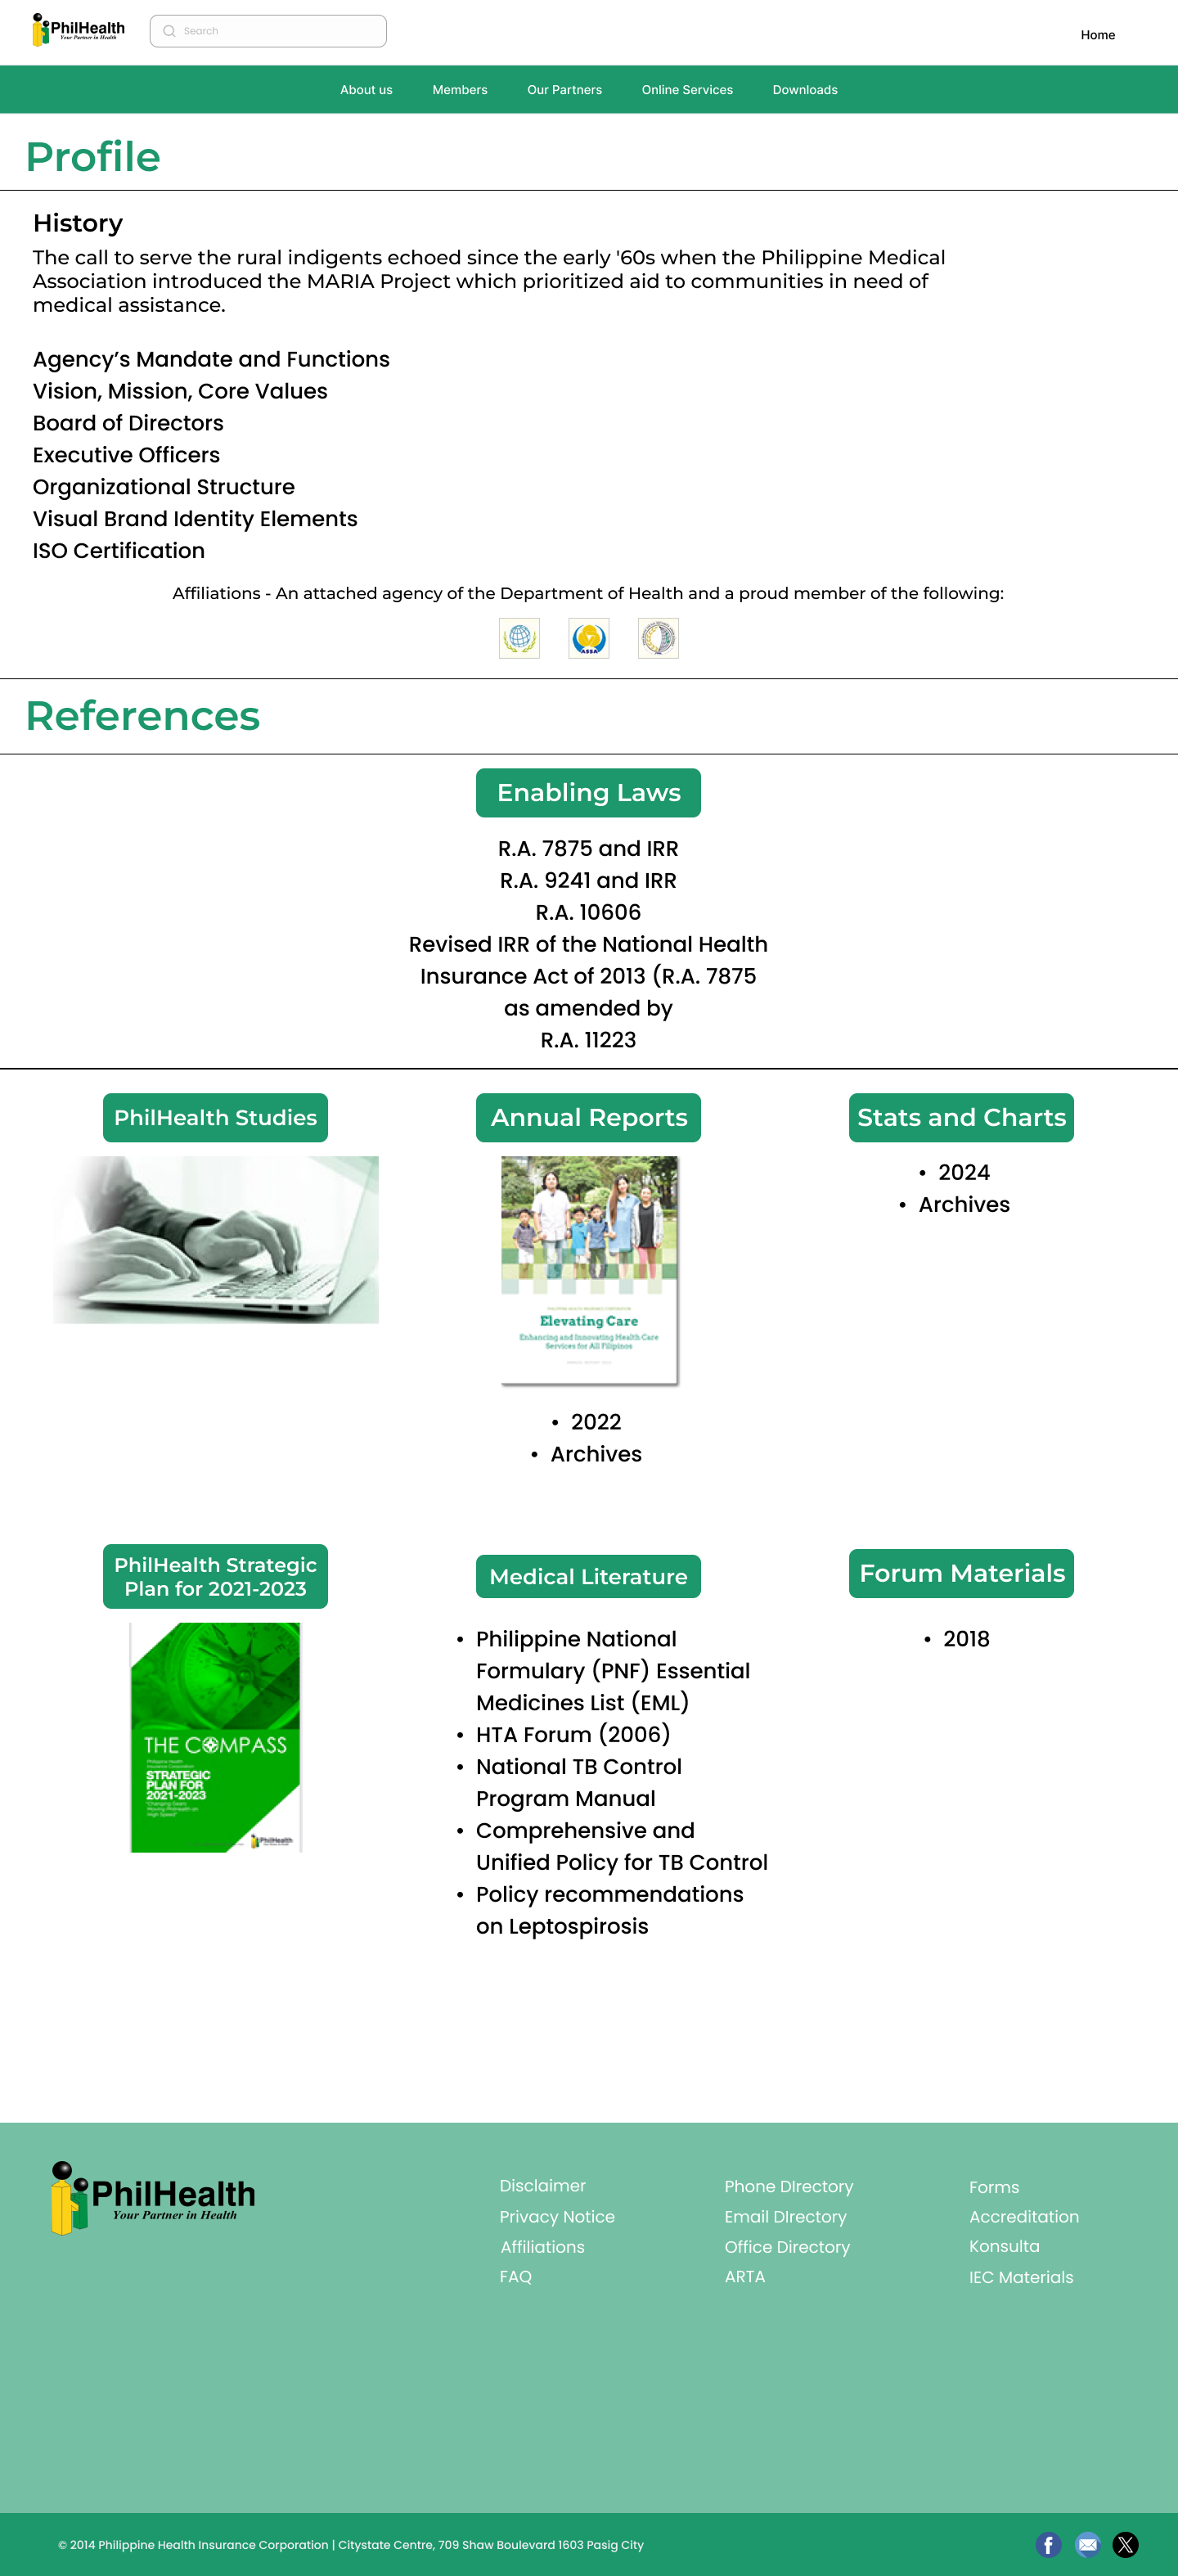 PhilHealth
Your Partner in Health
Search
Home
About us
Members
Our Partners
Online Services
Downloads
Profile
History
The call to serve the rural indigents echoed since the early '60s when the Philippine Medical
Association introduced the MARIA Project which prioritized aid to communities in need of
medical assistance.
Agency’s Mandate and Functions
Vision, Mission, Core Values
Board of Directors
Executive Officers
Organizational Structure
Visual Brand Identity Elements
ISO Certification
Affiliations - An attached agency of the Department of Health and a proud member of the following:
ASSA
References
Enabling Laws
R.A. 7875 and IRR
R.A. 9241 and IRR
R.A. 10606
Revised IRR of the National Health
Insurance Act of 2013 (R.A. 7875
as amended by
R.A. 11223
PhilHealth Studies
Annual Reports
PHILIPPINE HEALTH INSURANCE CORPORATION
Elevating Care
Enhancing and Innovating Health Care
Services for All Filipinos
• 2022
• Archives
Stats and Charts
• 2024
• Archives
PhilHealth Strategic
Plan for 2021-2023
THE COMPASS
Philippine Health
Insurance Corporation
STRATEGIC
PLAN FOR
2021-2023
PhilHealth
Medical Literature
• Philippine National
Formulary (PNF) Essential
Medicines List (EML)
• HTA Forum (2006)
• National TB Control
Program Manual
• Comprehensive and
Unified Policy for TB Control
• Policy recommendations
on Leptospirosis
Forum Materials
• 2018
PhilHealth
Your Partner in Health
Disclaimer
Privacy Notice
Affiliations
FAQ
Phone DIrectory
Email DIrectory
Office Directory
ARTA
Forms
Accreditation
Konsulta
IEC Materials
© 2014 Philippine Health Insurance Corporation | Citystate Centre, 709 Shaw Boulevard 1603 Pasig City